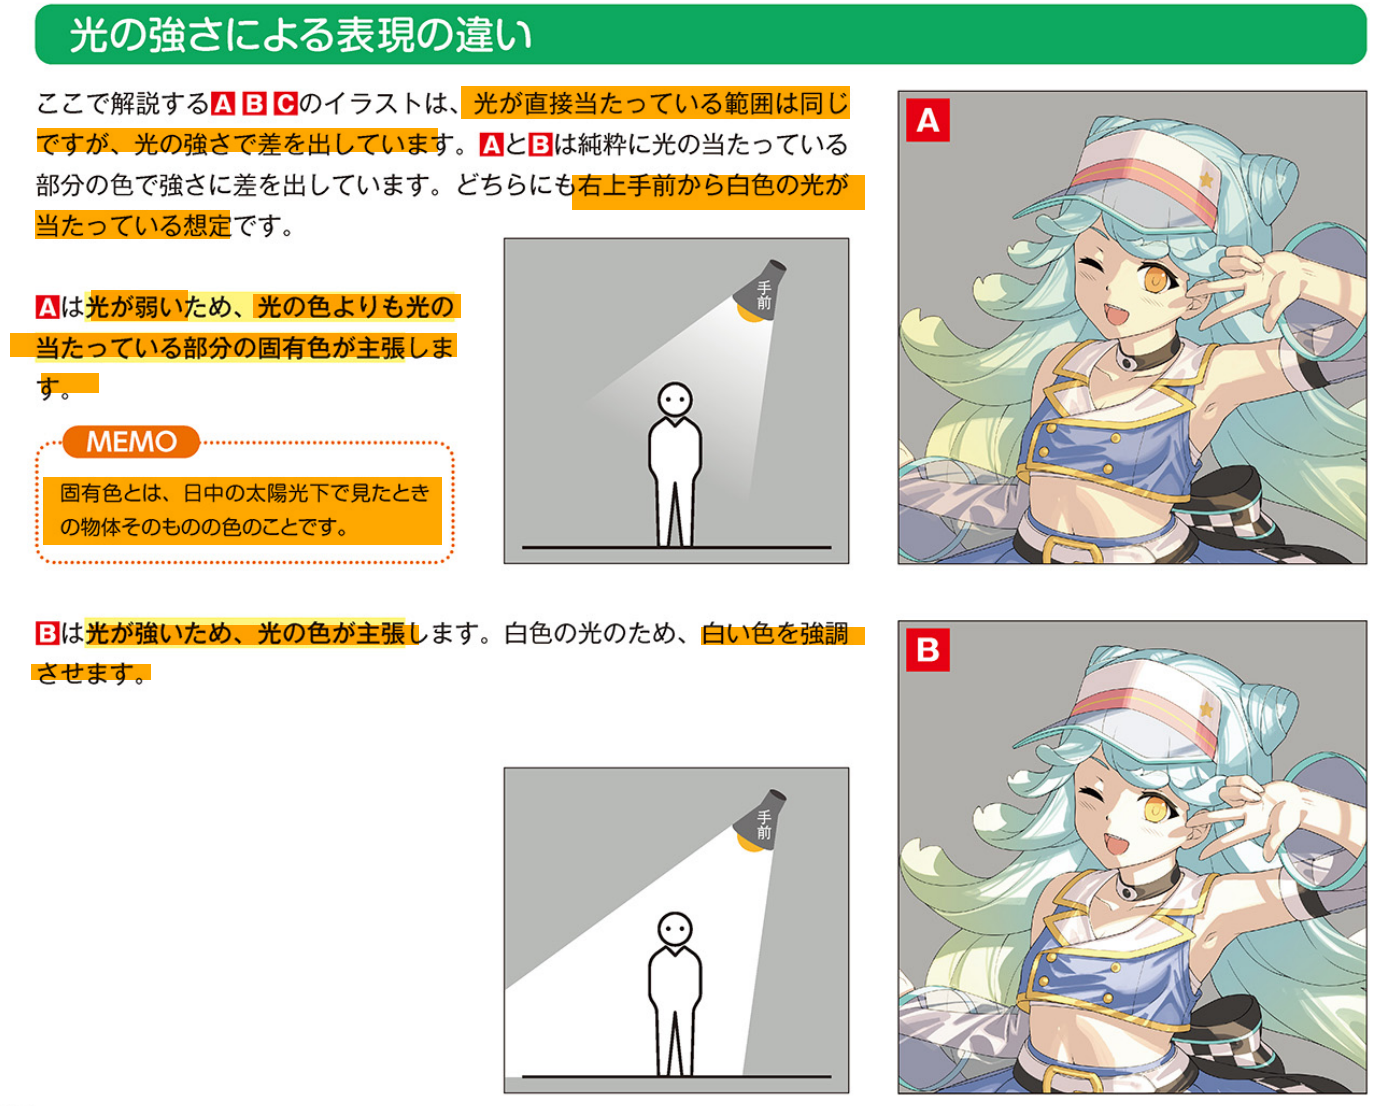 光の強さによる表現の違い
ここで解説するA B Cのイラストは、光が直接当たっている範囲は同じ
ですが、光の強さで差を出しています。AとBは純粋に光の当たっている
部分の色で強さに差を出しています。どちらにも右上手前から白色の光が
当たっている想定です。
Aは光が弱いため、光の色よりも光の
当たっている部分の固有色が主張しま
す。
MEMO
固有色とは、日中の太陽光下で見たとき
の物体そのものの色のことです。
手前
A
Bは光が強いため、光の色が主張します。白色の光のため、白い色を強調
させます。
手前
B